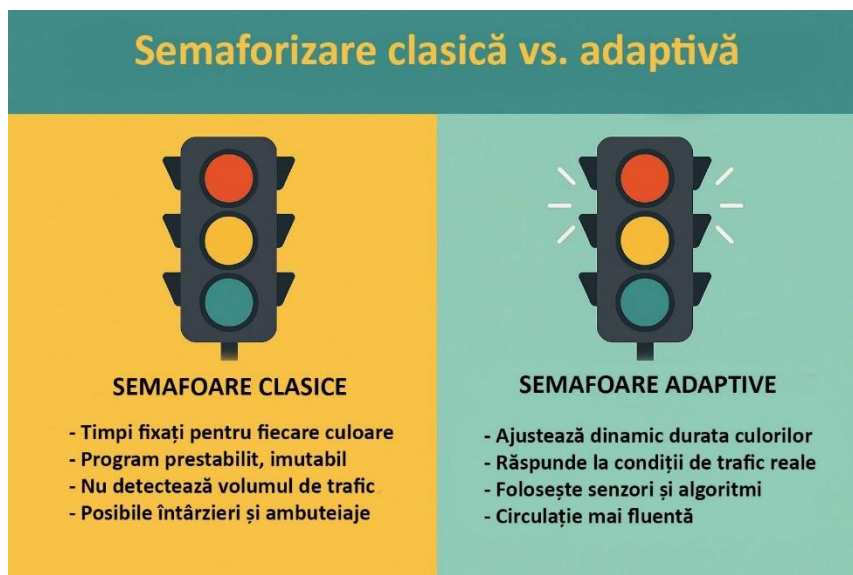 Semaforizare clasică vs. adaptivă
SEMAFOARE CLASICE
- Timpi fixați pentru fiecare culoare
- Program prestabilit, imutabil
- Nu detectează volumul de trafic
- Posibile întârzieri și ambuteiaje
SEMAFOARE ADAPTIVE
- Ajustează dinamic durata culorilor
- Răspunde la condiții de trafic reale
- Folosește senzori și algoritmi
- Circulație mai fluentă